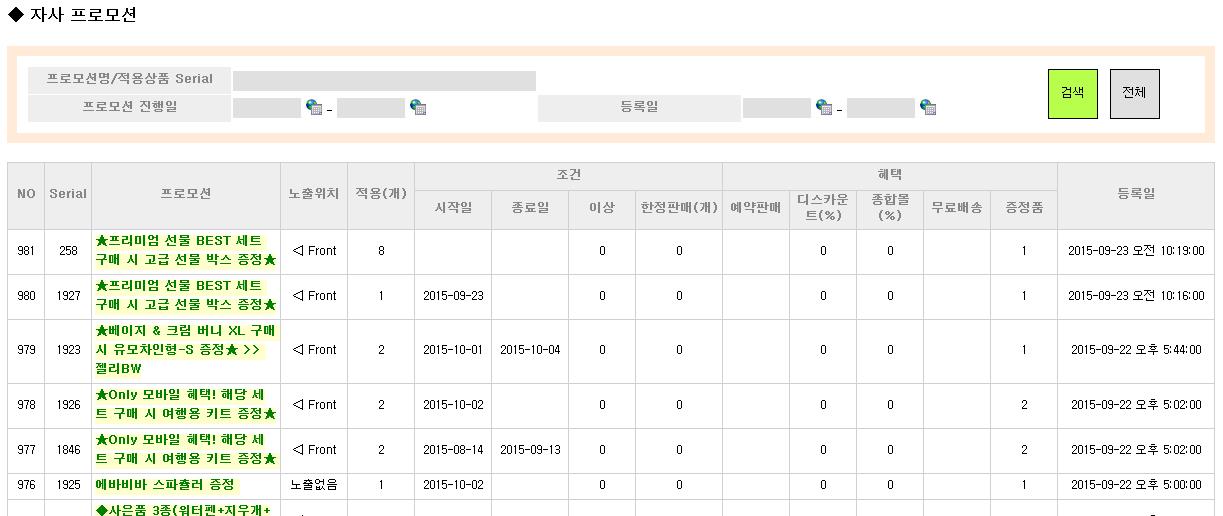 ◆ 자사 프로모션
프로모션명/적용상품 Serial
검색 전체
프로모션 진행일 - 등록일 -
NO Serial 프로모션 노출위치 적용(개) 조건 혜택 등록일
시작일 종료일 이상 한정판매(개) 예약판매 디스카운트(%) 종합몰(%) 무료배송 증정품
981 258 ★프리미엄 선물 BEST 세트 ◁ Front 8 0 0 0 0 1 2015-09-23 오전 10:19:00
구매 시 고급 선물 박스 증정★
980 1927 ★프리미엄 선물 BEST 세트 ◁ Front 1 2015-09-23 0 0 0 0 1 2015-09-23 오전 10:16:00
구매 시 고급 선물 박스 증정★
979 1923 ★베이지 & 크림 버니 XL 구매 ◁ Front 2 2015-10-01 2015-10-04 0 0 0 0 1 2015-09-22 오후 5:44:00
시 유모차인형-S 증정★ >>
젤리BW
978 1926 ★Only 모바일 혜택! 해당 세 ◁ Front 2 2015-10-02 0 0 0 0 2 2015-09-22 오후 5:02:00
트 구매 시 여행용 키트 증정★
977 1846 ★Only 모바일 혜택! 해당 세 ◁ Front 2 2015-08-14 2015-09-13 0 0 0 0 2 2015-09-22 오후 5:02:00
트 구매 시 여행용 키트 증정★
976 1925 에바비바 스파츌러 증정 노출없음 1 2015-10-02 0 0 0 0 1 2015-09-22 오후 5:00:00
◆사은품 3종(워터펜+지우개+